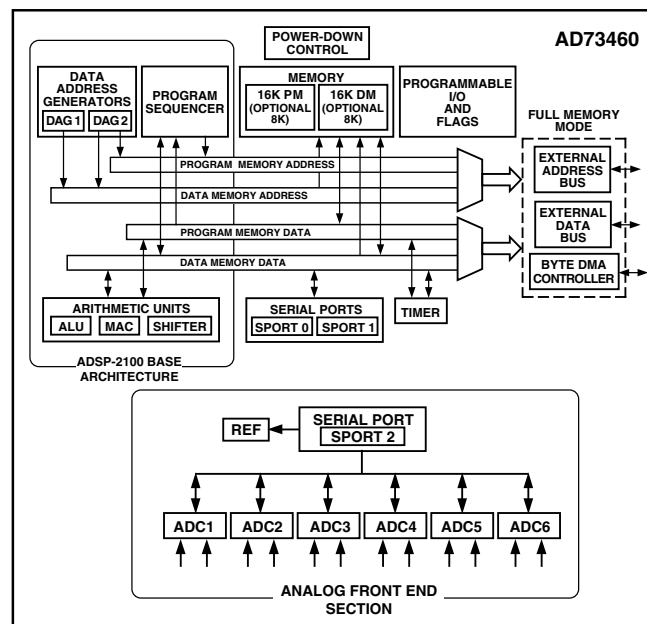 AD73460
POWER-DOWN
CONTROL
DATA
ADDRESS
GENERATORS
DAG 1
DAG 2
PROGRAM
SEQUENCER
MEMORY
16K PM
(OPTIONAL
8K)
16K DM
(OPTIONAL
8K)
PROGRAMMABLE
I/O
AND
FLAGS
FULL MEMORY
MODE
PROGRAM MEMORY ADDRESS
DATA MEMORY ADDRESS
PROGRAM MEMORY DATA
DATA MEMORY DATA
EXTERNAL
ADDRESS
BUS
EXTERNAL
DATA
BUS
BYTE DMA
CONTROLLER
ARITHMETIC UNITS
ALU
MAC
SHIFTER
SERIAL PORTS
SPORT 0
SPORT 1
TIMER
ADSP-2100 BASE
ARCHITECTURE
REF
SERIAL PORT
SPORT 2
ADC1
ADC2
ADC3
ADC4
ADC5
ADC6
ANALOG FRONT END
SECTION